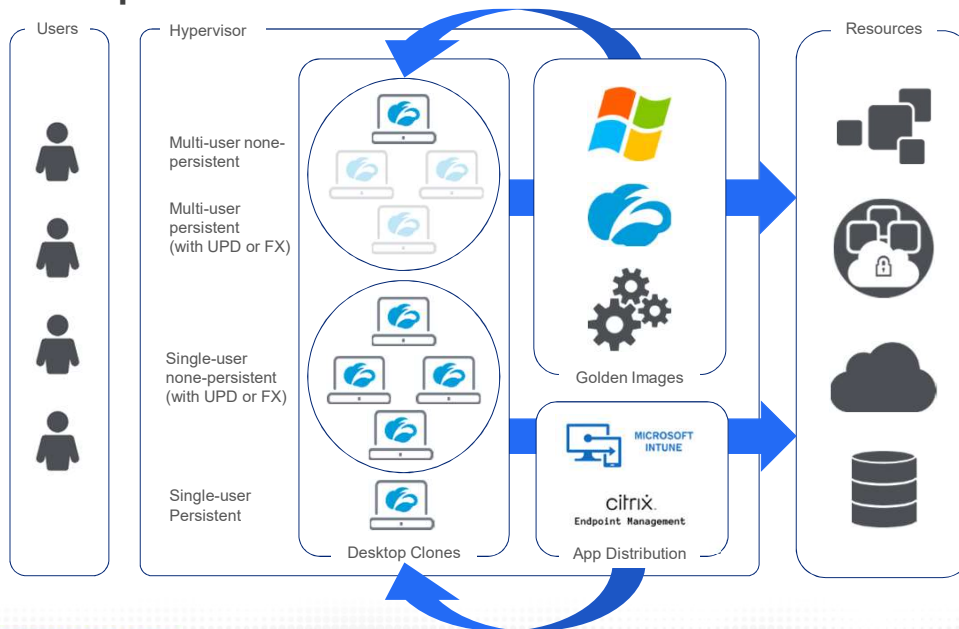 Users
Hypervisor
Resources
Multi-user none-
persistent
Multi-user
persistent
(with UPD or FX)
Single-user
none-persistent
(with UPD or FX)
Single-user
Persistent
Desktop Clones
Golden Images
MICROSOFT
INTUNE
citrix.
Endpoint Management
App Distribution